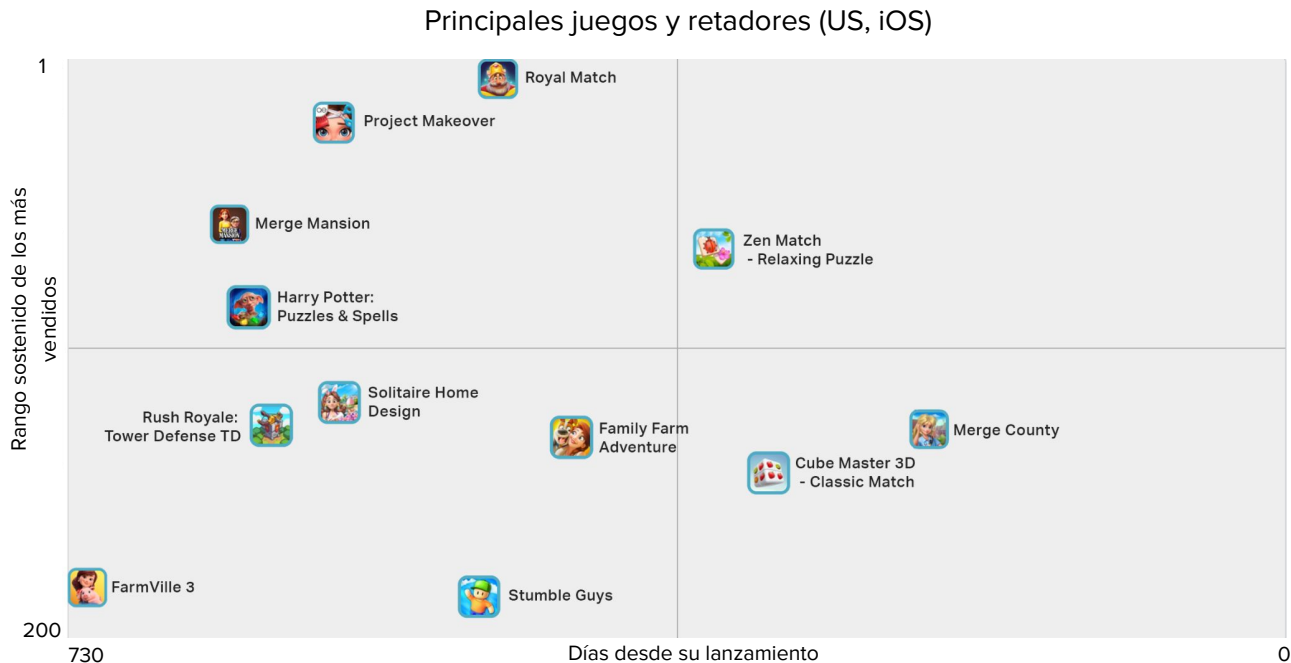 Principales juegos y retadores (US, iOS)
1
Royal Match
Project Makeover
Merge Mansion
Zen Match
- Relaxing Puzzle
Harry Potter:
Puzzles & Spells
Rango sostenido de los más
vendidos
Solitaire Home
Design
Rush Royale:
Tower Defense TD
Family Farm
Adventure
Merge County
Cube Master 3D
- Classic Match
FarmVille 3
Stumble Guys
200
730
Días desde su lanzamiento
0